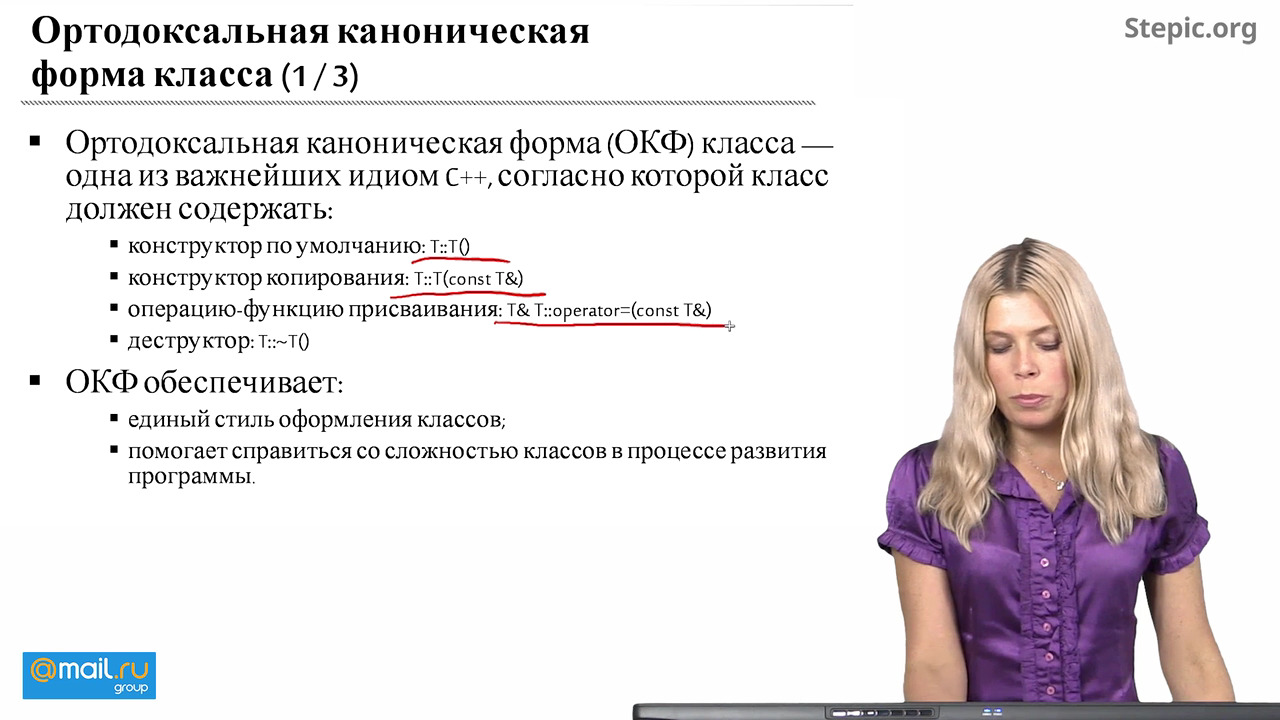 Ортодоксальная каноническая
форма класса (1 / 3)
Stepic.org
▪ Ортодоксальная каноническая форма (ОКФ) класса —
одна из важнейших идиом C++, согласно которой класс
должен содержать:
▪ конструктор по умолчанию: T::T()
▪ конструктор копирования: T::T(const T&)
▪ операцию-функцию присваивания: T& T::operator=(const T&)
▪ деструктор: T::~T()
▪ ОКФ обеспечивает:
▪ единый стиль оформления классов;
▪ помогает справиться со сложностью классов в процессе развития
программы.
@mail.ru
group